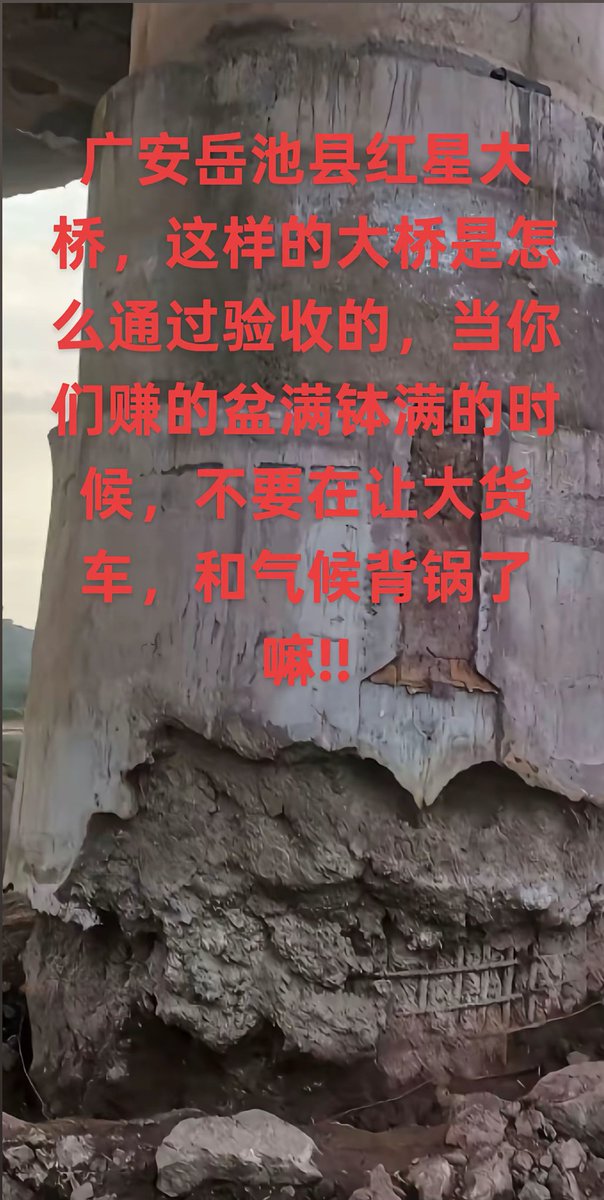 广安岳池县红星大
桥，这样的大桥是怎
么通过验收的，当你
们赚的盆满钵满的时
候，不要在让大货
车，和气候背锅了
嘛!!